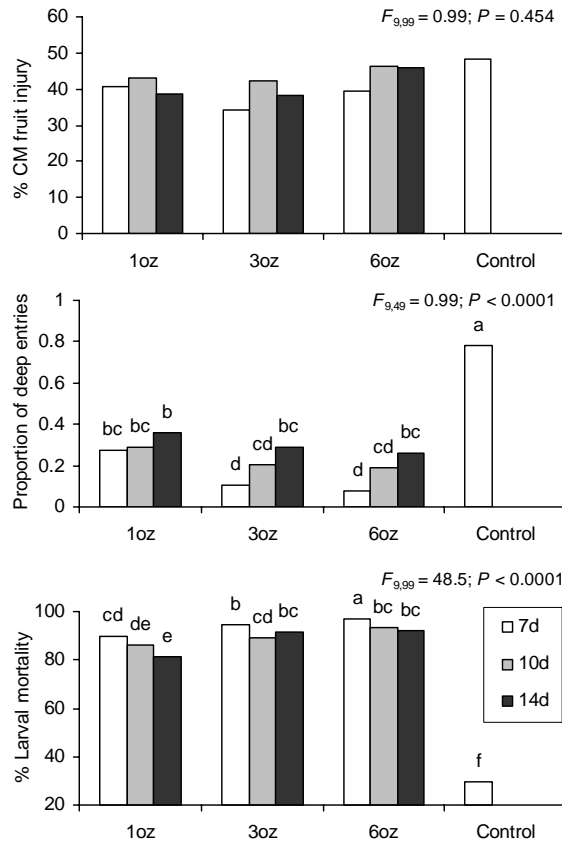 F9,99 = 0.99; P = 0.454
% CM fruit injury
60
50
40
30
20
10
0
1oz 3oz 6oz Control
F9,49 = 0.99; P < 0.0001
Proportion of deep entries
1
0.8
0.6
0.4
0.2
0
bc bc b d cd bc d cd bc a
1oz 3oz 6oz Control
F9,99 = 48.5; P < 0.0001
% Larval mortality
100
80
60
40
20
cd de e b cd bc a bc bc f
7d
10d
14d
1oz 3oz 6oz Control